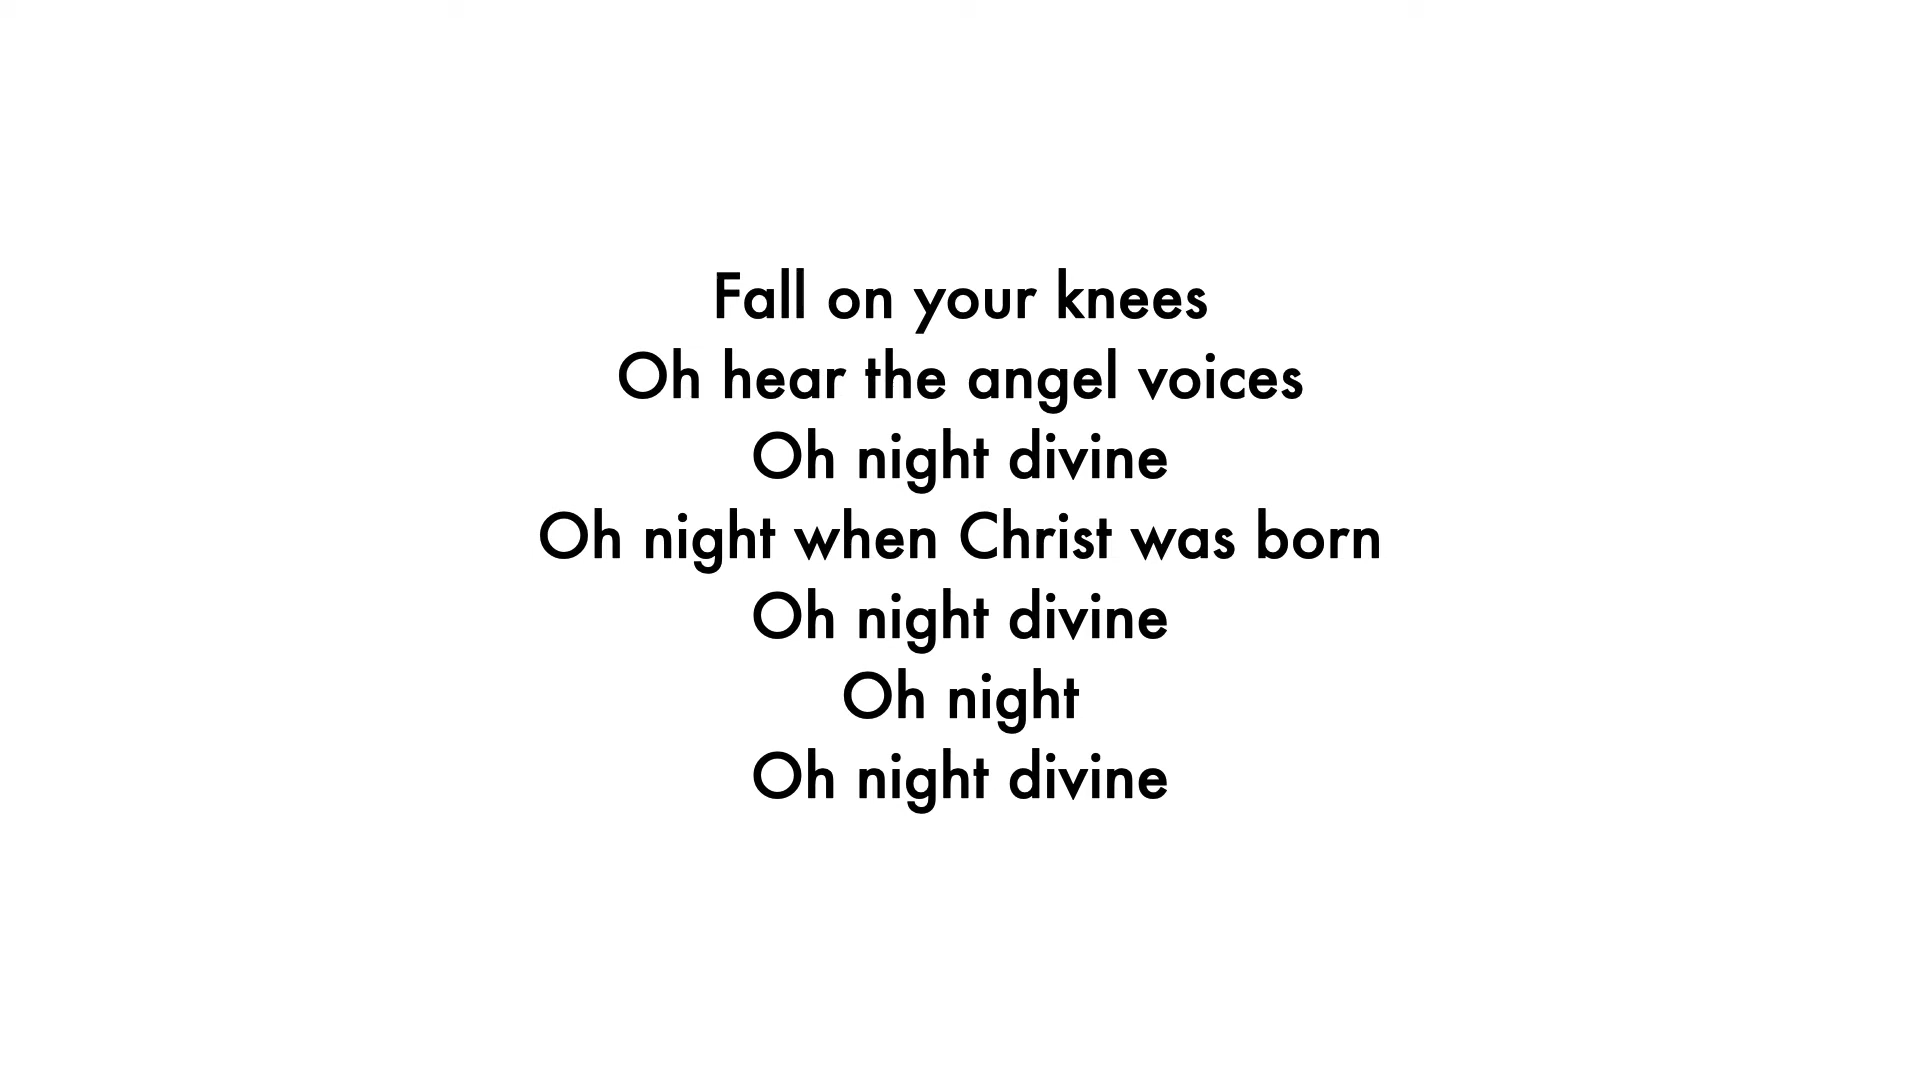 Fall on your knees
Oh hear the angel voices
Oh night divine
Oh night when Christ was born
Oh night divine
Oh night
Oh night divine